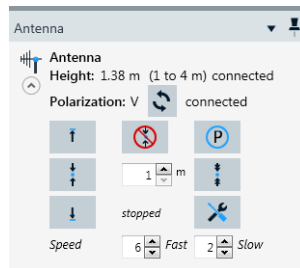 Antenna
Antenna
Height: 1.38 m (1 to 4 m) connected
Polarization: V connected
P
1 m
stopped
Speed 6 Fast 2 Slow